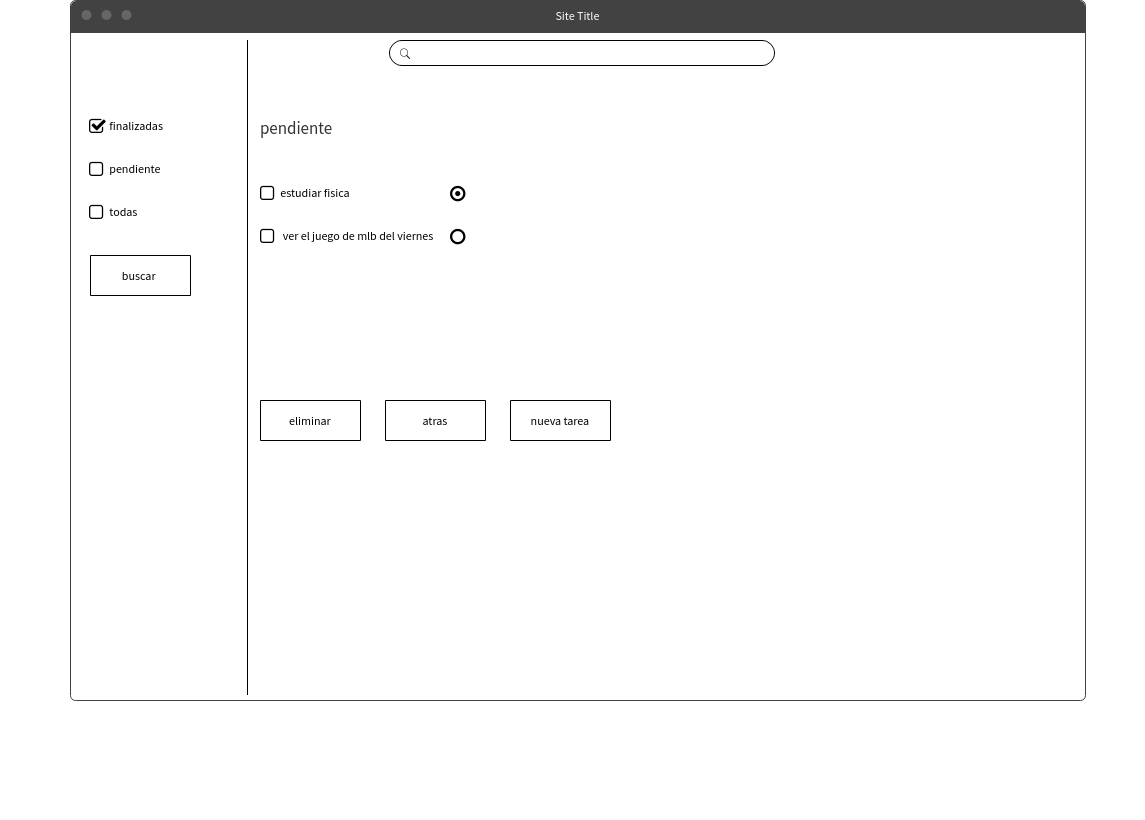 Site Title
finalizadas
pendiente
todas
buscar
pendiente
estudiar fisica
ver el juego de mlb del viernes
eliminar
atras
nueva tarea